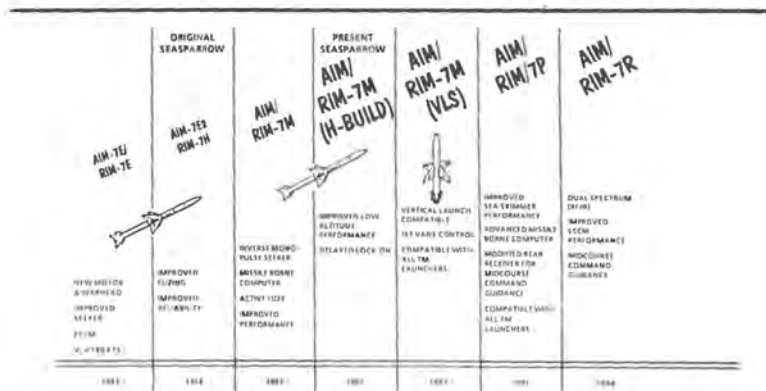 ORIGINAL
SEASPARROW
PRESENT
SEASPARROW
AIM-7E/
RIM-7E
NEW MOTOR
& WARHEAD
IMPROVED
SEEKER
AIM-7E2
RIM-7H
IMPROVED
FUZING
IMPROVED
RELIABILITY
AIM/
RIM-7M
INVERSE MONO-
PULSE SEEKER
MISSILE BORNE
COMPUTER
ACTIVE FUZE
IMPROVED
PERFORMANCE
AIM/
RIM-7M
(H-BUILD)
IMPROVED LOW
ALTITUDE
PERFORMANCE
DELAYED LOCK ON
AIM/
RIM-7M
(VLS)
VERTICAL LAUNCH
COMPATIBLE
JET VANE CONTROL
COMPATIBLE WITH
ALL TM
LAUNCHERS
AIM/
RIM/7P
IMPROVED
SEA SKIMMER
PERFORMANCE
ADVANCED MISSILE
BORNE COMPUTER
MODIFIED REAR
RECEIVER FOR
MIDCOURSE
COMMAND
GUIDANCE
COMPATIBLE WITH
ALL TM
LAUNCHERS
AIM/
RIM-7R
DUAL SPECTRUM
IMPROVED
ECCM
PERFORMANCE
MIDCOURSE
COMMAND
GUIDANCE